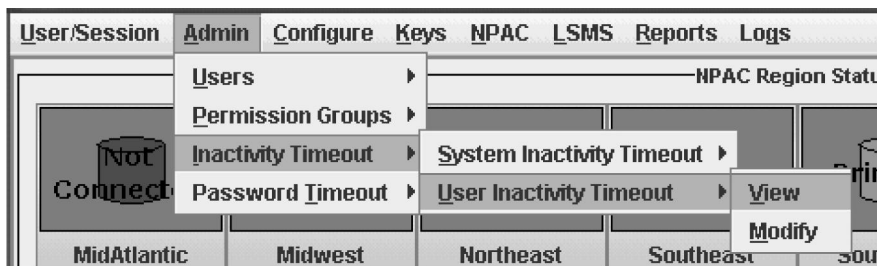 User/Session Admin Configure Keys NPAC LSMS Reports Logs
Users
Permission Groups
Inactivity Timeout
Password Timeout
System Inactivity Timeout
User Inactivity Timeout
View
Modify
NPAC Region
Not
MidAtlantic Midwest Northeast Southeast